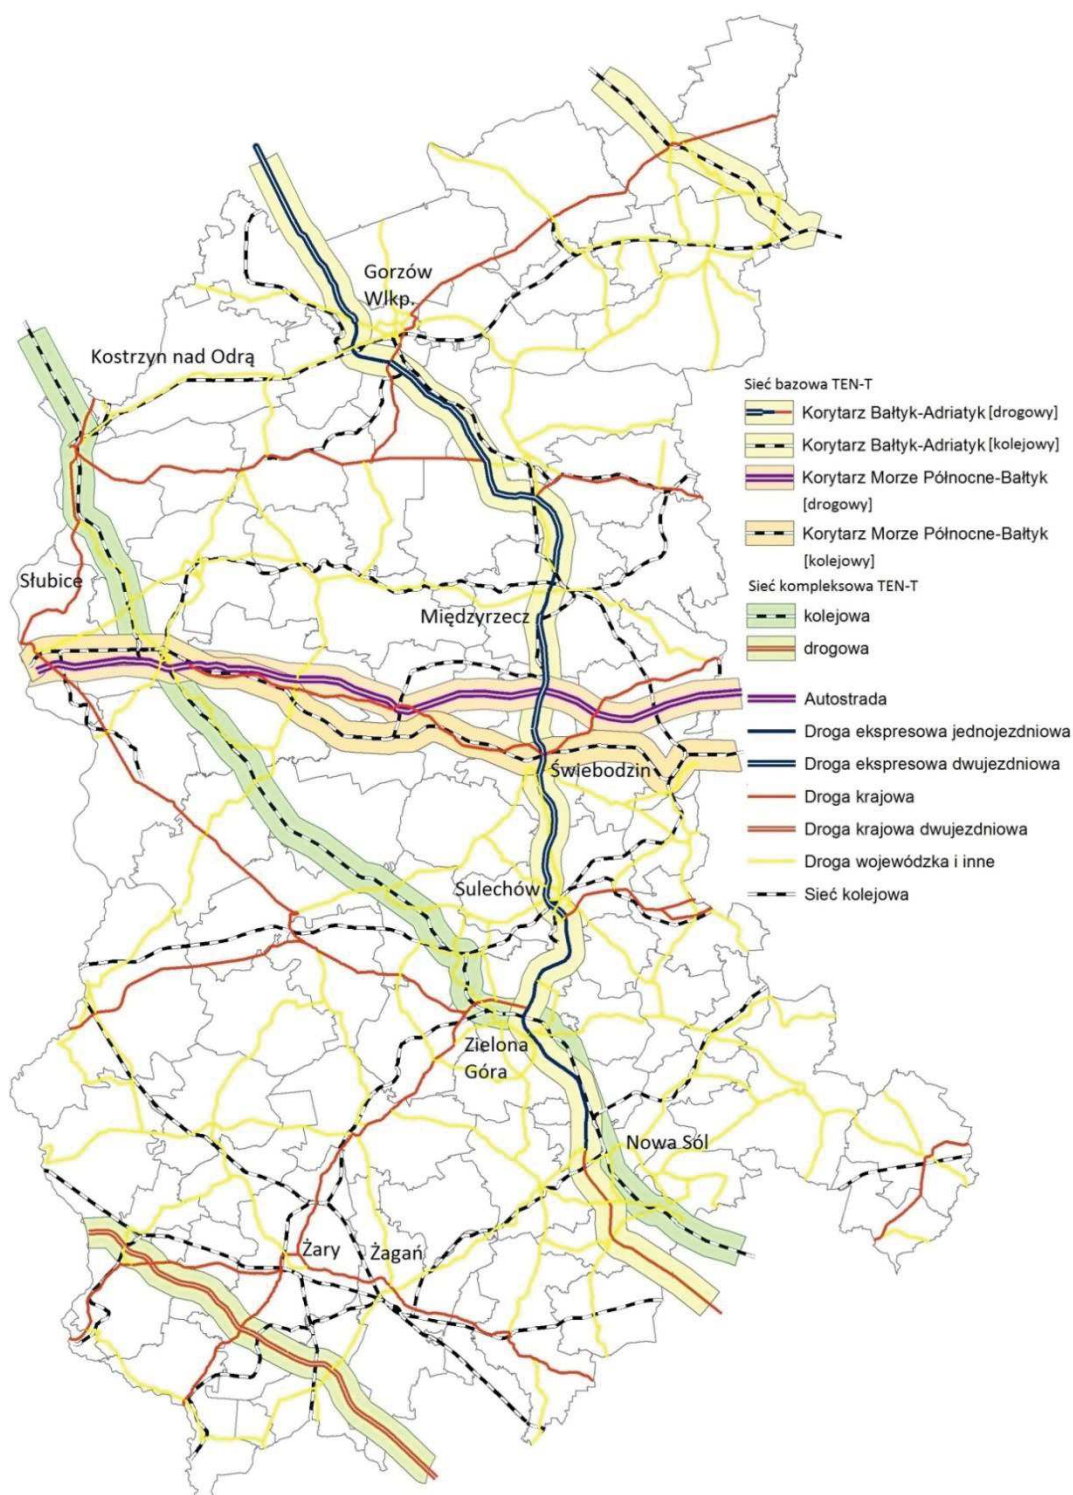 Gorzów
Wlkp.
Kostrzyn nad Odrą
Słubice
Międzyrzecz
Świebodzin
Sulechów
Zielona
Góra
Nowa Sól
Żary
Żagań
Sieć bazowa TEN-T
Korytarz Bałtyk-Adriatyk [drogowy]
Korytarz Bałtyk-Adriatyk [kolejowy]
Korytarz Morze Północne-Bałtyk
[drogowy]
Korytarz Morze Północne-Bałtyk
[kolejowy]
Sieć kompleksowa TEN-T
kolejowa
drogowa
Autostrada
Droga ekspresowa jednojezdniowa
Droga ekspresowa dwujezdniowa
Droga krajowa
Droga krajowa dwujezdniowa
Droga wojewódzka i inne
Sieć kolejowa